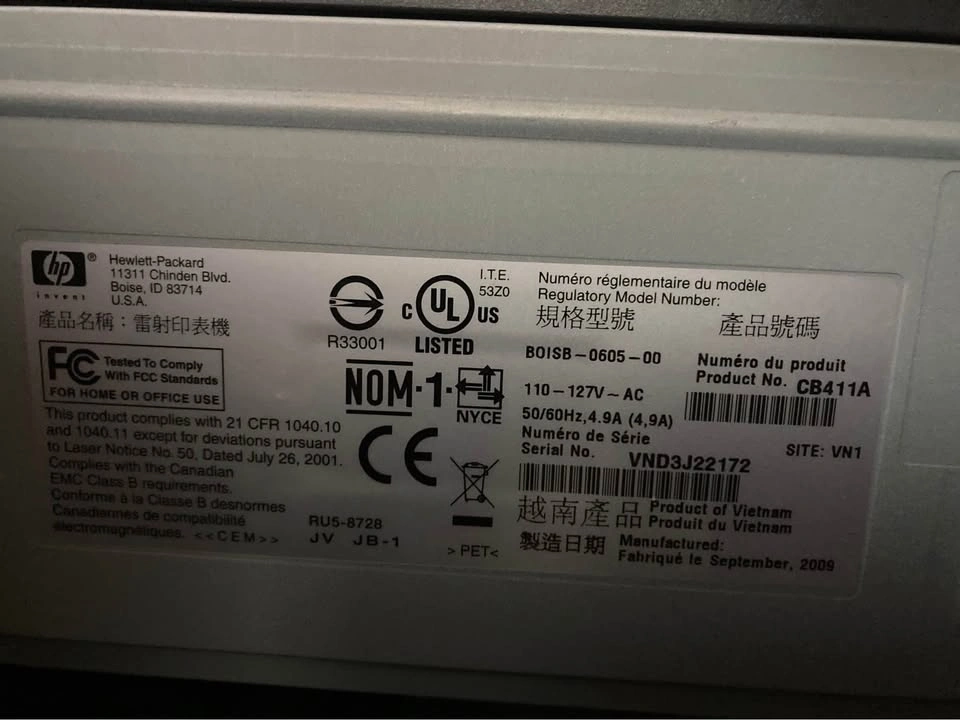 hp®
invent
Hewlett-Packard
11311 Chinden Blvd.
Boise, ID 83714
U.S.A.
產品名稱：雷射印表機
FC Tested To Comply
With FCC Standards
FOR HOME OR OFFICE USE
This product complies with 21 CFR 1040.10
and 1040.11 except for deviations pursuant
to Laser Notice No. 50, Dated July 26, 2001.
Complies with the Canadian
EMC Class B requirements.
Conforme à la Classe B desnormes
Canadiennes de compatibilité
électromagnétiques. <<CEM>>
R33001
C UL US
LISTED
I.T.E.
53Z0
NOM-1
NYCE
CE
RU5-8728
JV JB-1
>PET<
Numéro réglementaire du modèle
Regulatory Model Number:
規格型號
BOISB-0605-00
110-127V-AC
50/60Hz,4.9A (4,9A)
產品號碼
Numéro du produit
Product No. CB411A
Numéro de Série
Serial No. VND3J22172
SITE: VN1
越南產品 Product of Vietnam
Produit du Vietnam
製造日期 Manufactured:
Fabriqué le September, 2009